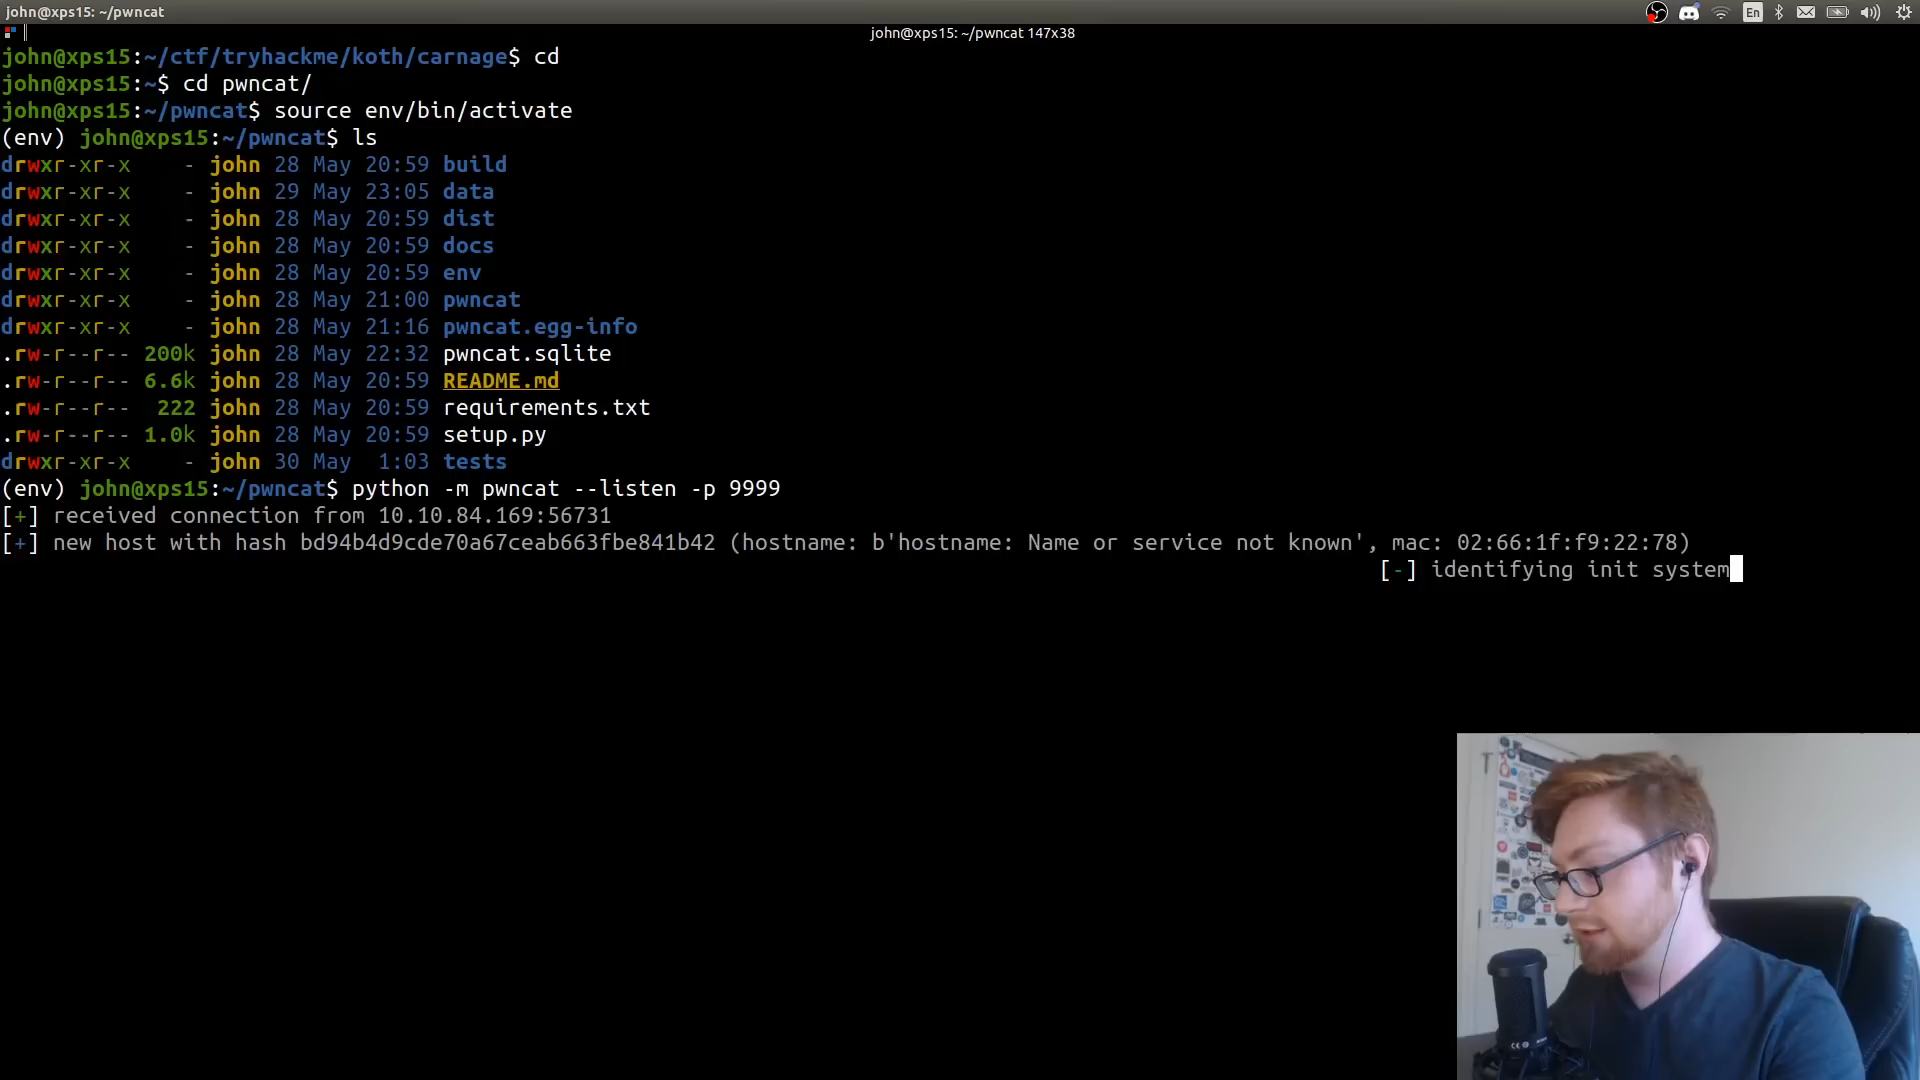 john@xps15: ~/pwncat
En
john@xps15: ~/pwncat 147x38
john@xps15:~/ctf/tryhackme/koth/carnage$ cd
john@xps15:~$ cd pwncat/
john@xps15:~/pwncat$ source env/bin/activate
(env) john@xps15:~/pwncat$ ls
drwxr-xr-x - john 28 May 20:59 build
drwxr-xr-x - john 29 May 23:05 data
drwxr-xr-x - john 28 May 20:59 dist
drwxr-xr-x - john 28 May 20:59 docs
drwxr-xr-x - john 28 May 20:59 env
drwxr-xr-x - john 28 May 21:00 pwncat
drwxr-xr-x - john 28 May 21:16 pwncat.egg-info
.rw-r--r-- 200k john 28 May 22:32 pwncat.sqlite
.rw-r--r-- 6.6k john 28 May 20:59 README.md
.rw-r--r-- 222 john 28 May 20:59 requirements.txt
.rw-r--r-- 1.0k john 28 May 20:59 setup.py
drwxr-xr-x - john 30 May 1:03 tests
(env) john@xps15:~/pwncat$ python -m pwncat --listen -p 9999
[+] received connection from 10.10.84.169:56731
[+] new host with hash bd94b4d9cde70a67ceab663fbe841b42 (hostname: b'hostname: Name or service not known', mac: 02:66:1f:f9:22:78)
[-] identifying init system